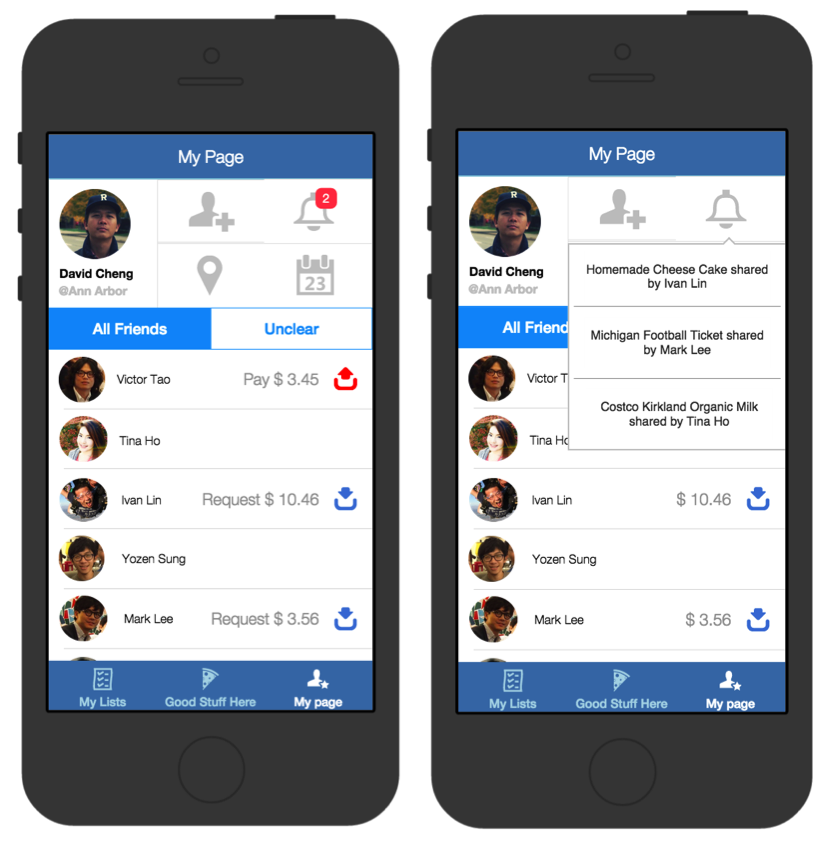 My Page
R
2
23
David Cheng
@Ann Arbor
All Friends
Unclear
Victor Tao
Pay $ 3.45
Tina Ho
Ivan Lin
Request $ 10.46
Yozen Sung
Mark Lee
Request $ 3.56
My Lists
Good Stuff Here
My page
My Page
R
David Cheng
@Ann Arbor
Homemade Cheese Cake shared
by Ivan Lin
Michigan Football Ticket shared
by Mark Lee
Costco Kirkland Organic Milk
shared by Tina Ho
All Friend
Victor T
Tina Ho
Ivan Lin
$ 10.46
Yozen Sung
Mark Lee
$ 3.56
My Lists
Good Stuff Here
My page